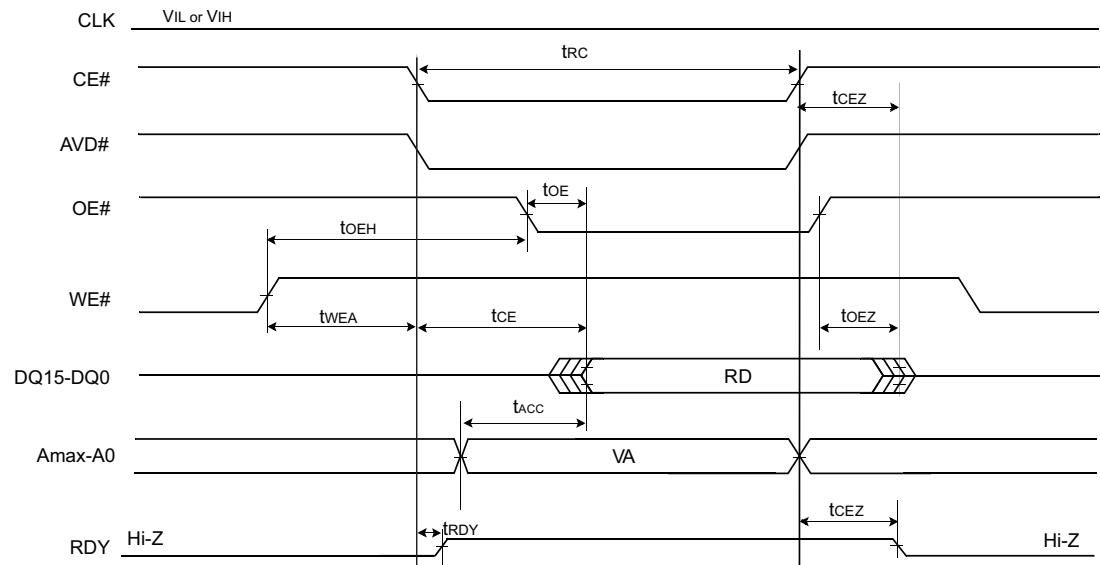 CLK VIL or VIH
tRC
CE#
tCEZ
AVD#
tOE
OE#
tOEH
WE#
tWEA tCE tOEZ
DQ15-DQ0 RD
tACC
Amax-A0 VA
tRDY tCEZ
RDY Hi-Z Hi-Z